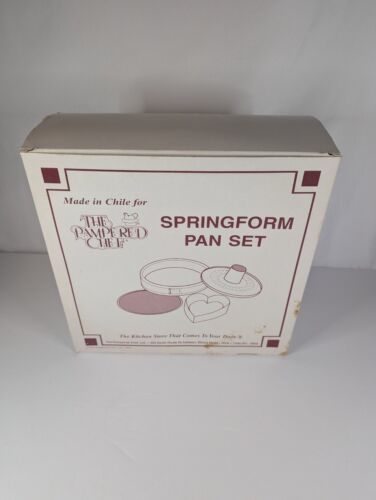 Made in Chile for
THE
PAMPERED
CHEF
SPRINGFORM
PAN SET
The Kitchen Store That Comes To Your Door